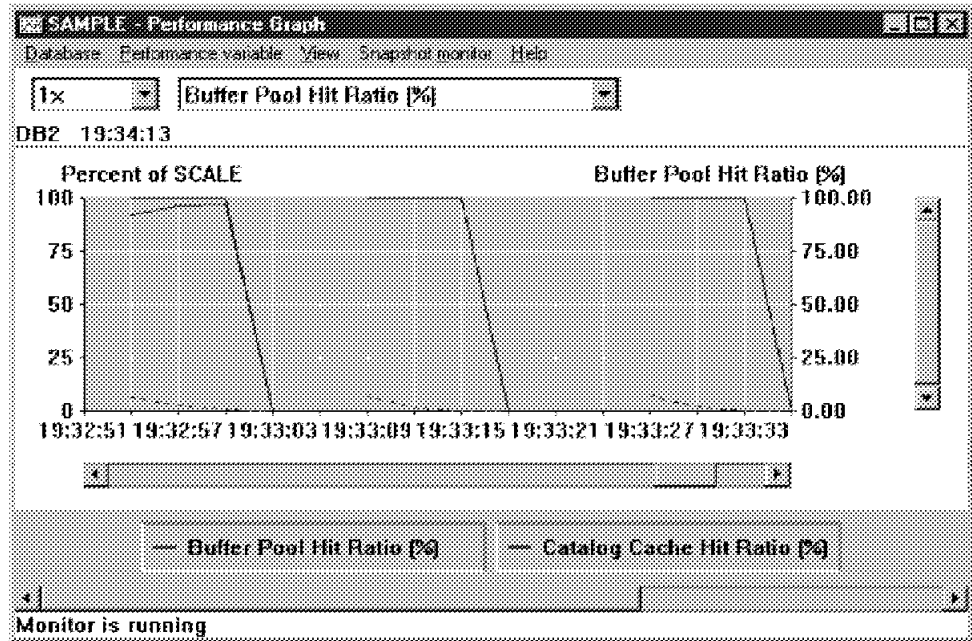 SAMPLE - Performance Graph
Database Performance variable View Snapshot monitor Help
1x Buffer Pool Hit Ratio [%]
DB2 19:34:13
Percent of SCALE Buffer Pool Hit Ratio [%]
100 100.00
75 75.00
50 50.00
25 25.00
0 0.00
19:32:51 19:32:57 19:33:03 19:33:09 19:33:15 19:33:21 19:33:27 19:33:33
Buffer Pool Hit Ratio [%] Catalog Cache Hit Ratio [%]
Monitor is running